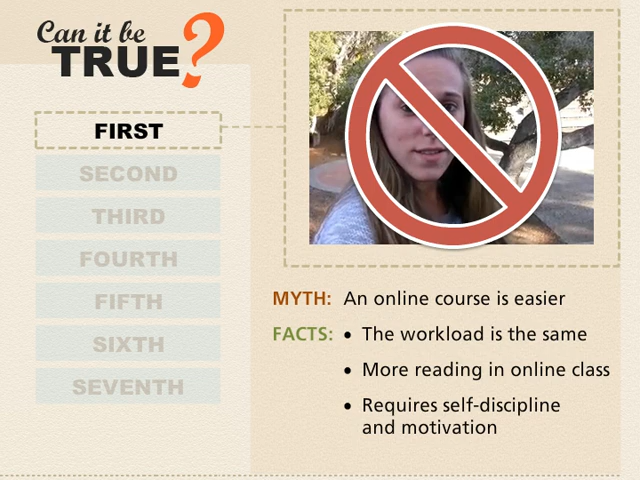 Can it be
TRUE?
FIRST
SECOND
THIRD
FOURTH
FIFTH
SIXTH
SEVENTH
MYTH: An online course is easier
FACTS: • The workload is the same
• More reading in online class
• Requires self-discipline
and motivation